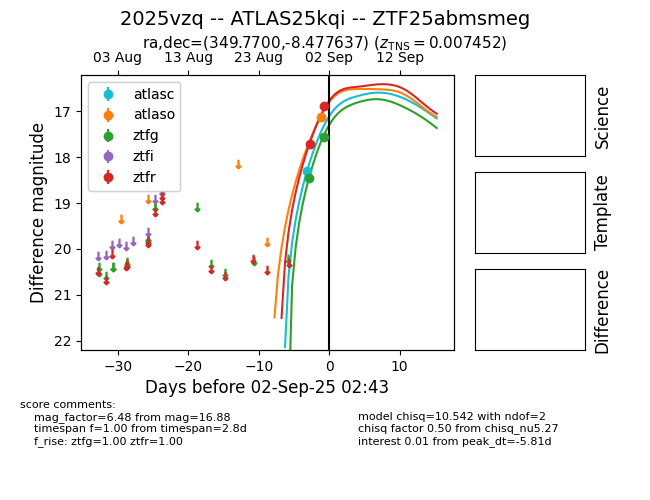 2025vzq -- ATLAS25kqi -- ZTF25abmsmeg
ra,dec=(349.7700,-8.477637) (z_TNS = 0.007452)
03 Aug 13 Aug 23 Aug 02 Sep 12 Sep
atlasc
atlaso
ztfg
ztfi
ztfr
17
18
19
20
21
22
Difference magnitude
−30 −20 −10 0 10
Days before 02-Sep-25 02:43
Science
Template
Difference
score comments:
mag_factor=6.48 from mag=16.88
timespan f=1.00 from timespan=2.8d
f_rise: ztfg=1.00 ztfr=1.00
model chisq=10.542 with ndof=2
chisq factor 0.50 from chisq_nu5.27
interest 0.01 from peak_dt=-5.81d